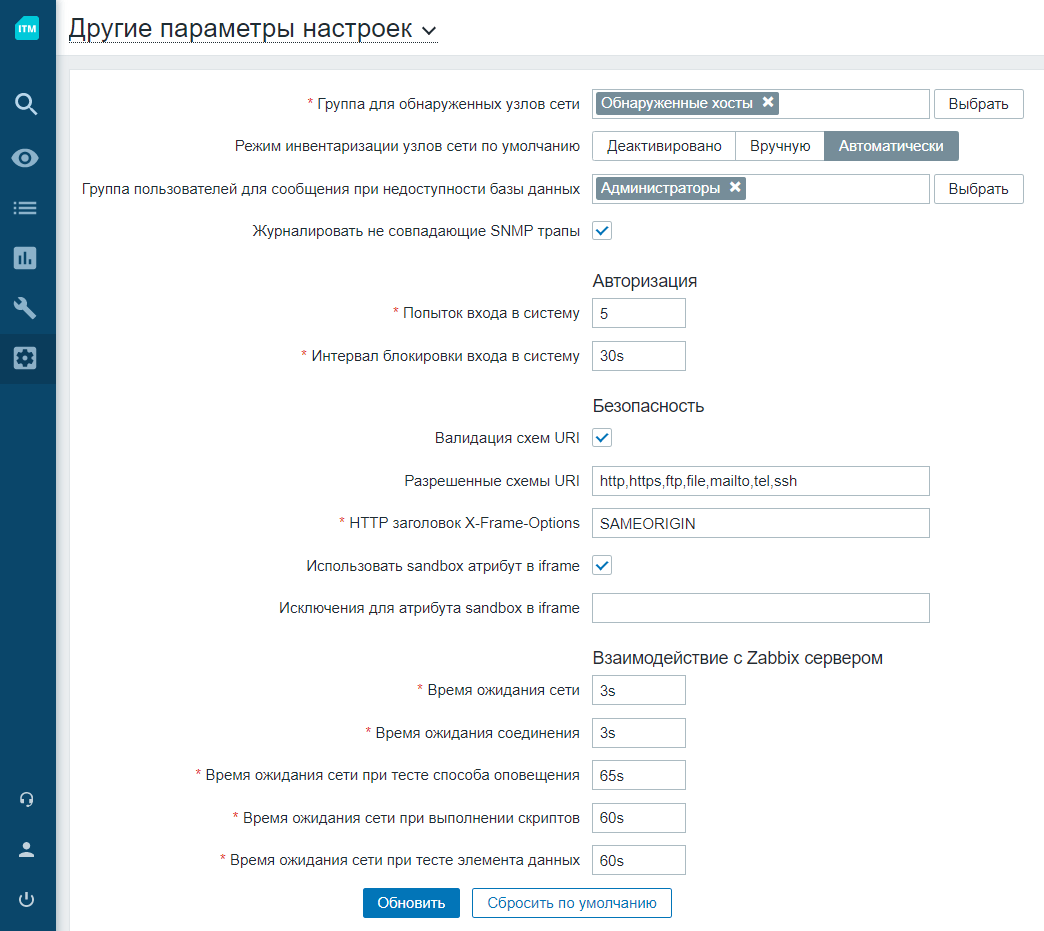 ITM
Другие параметры настроек
* Группа для обнаруженных узлов сети Обнаруженные хосты Выбрать
Режим инвентаризации узлов сети по умолчанию Деактивировано Вручную Автоматически
Группа пользователей для сообщения при недоступности базы данных Администраторы Выбрать
Журналировать не совпадающие SNMP трапы
Авторизация
* Попыток входа в систему 5
* Интервал блокировки входа в систему 30s
Безопасность
Валидация схем URI
Разрешенные схемы URI http,https,ftp,file,mailto,tel,ssh
* HTTP заголовок X-Frame-Options SAMEORIGIN
Использовать sandbox атрибут в iframe
Исключения для атрибута sandbox в iframe
Взаимодействие с Zabbix сервером
* Время ожидания сети 3s
* Время ожидания соединения 3s
* Время ожидания сети при тесте способа оповещения 65s
* Время ожидания сети при выполнении скриптов 60s
* Время ожидания сети при тесте элемента данных 60s
Обновить Сбросить по умолчанию